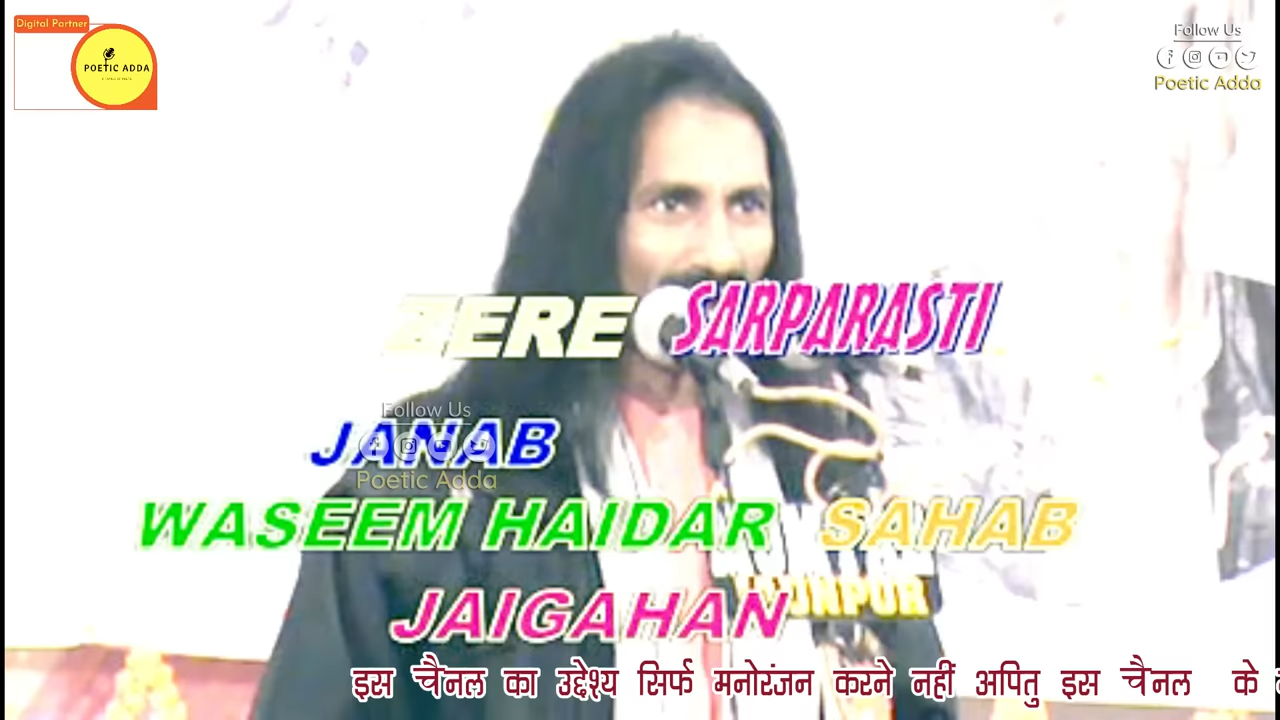 Digital Partner
POETIC ADDA
Follow Us
Poetic Adda
ZERE SARPARASTI
Follow Us
JANAB
Poetic Adda
WASEEM HAIDAR SAHAB
JAIGAHAN
इस चैनल का उद्देश्य सिर्फ मनोरंजन करने नहीं अपितु इस चैनल के